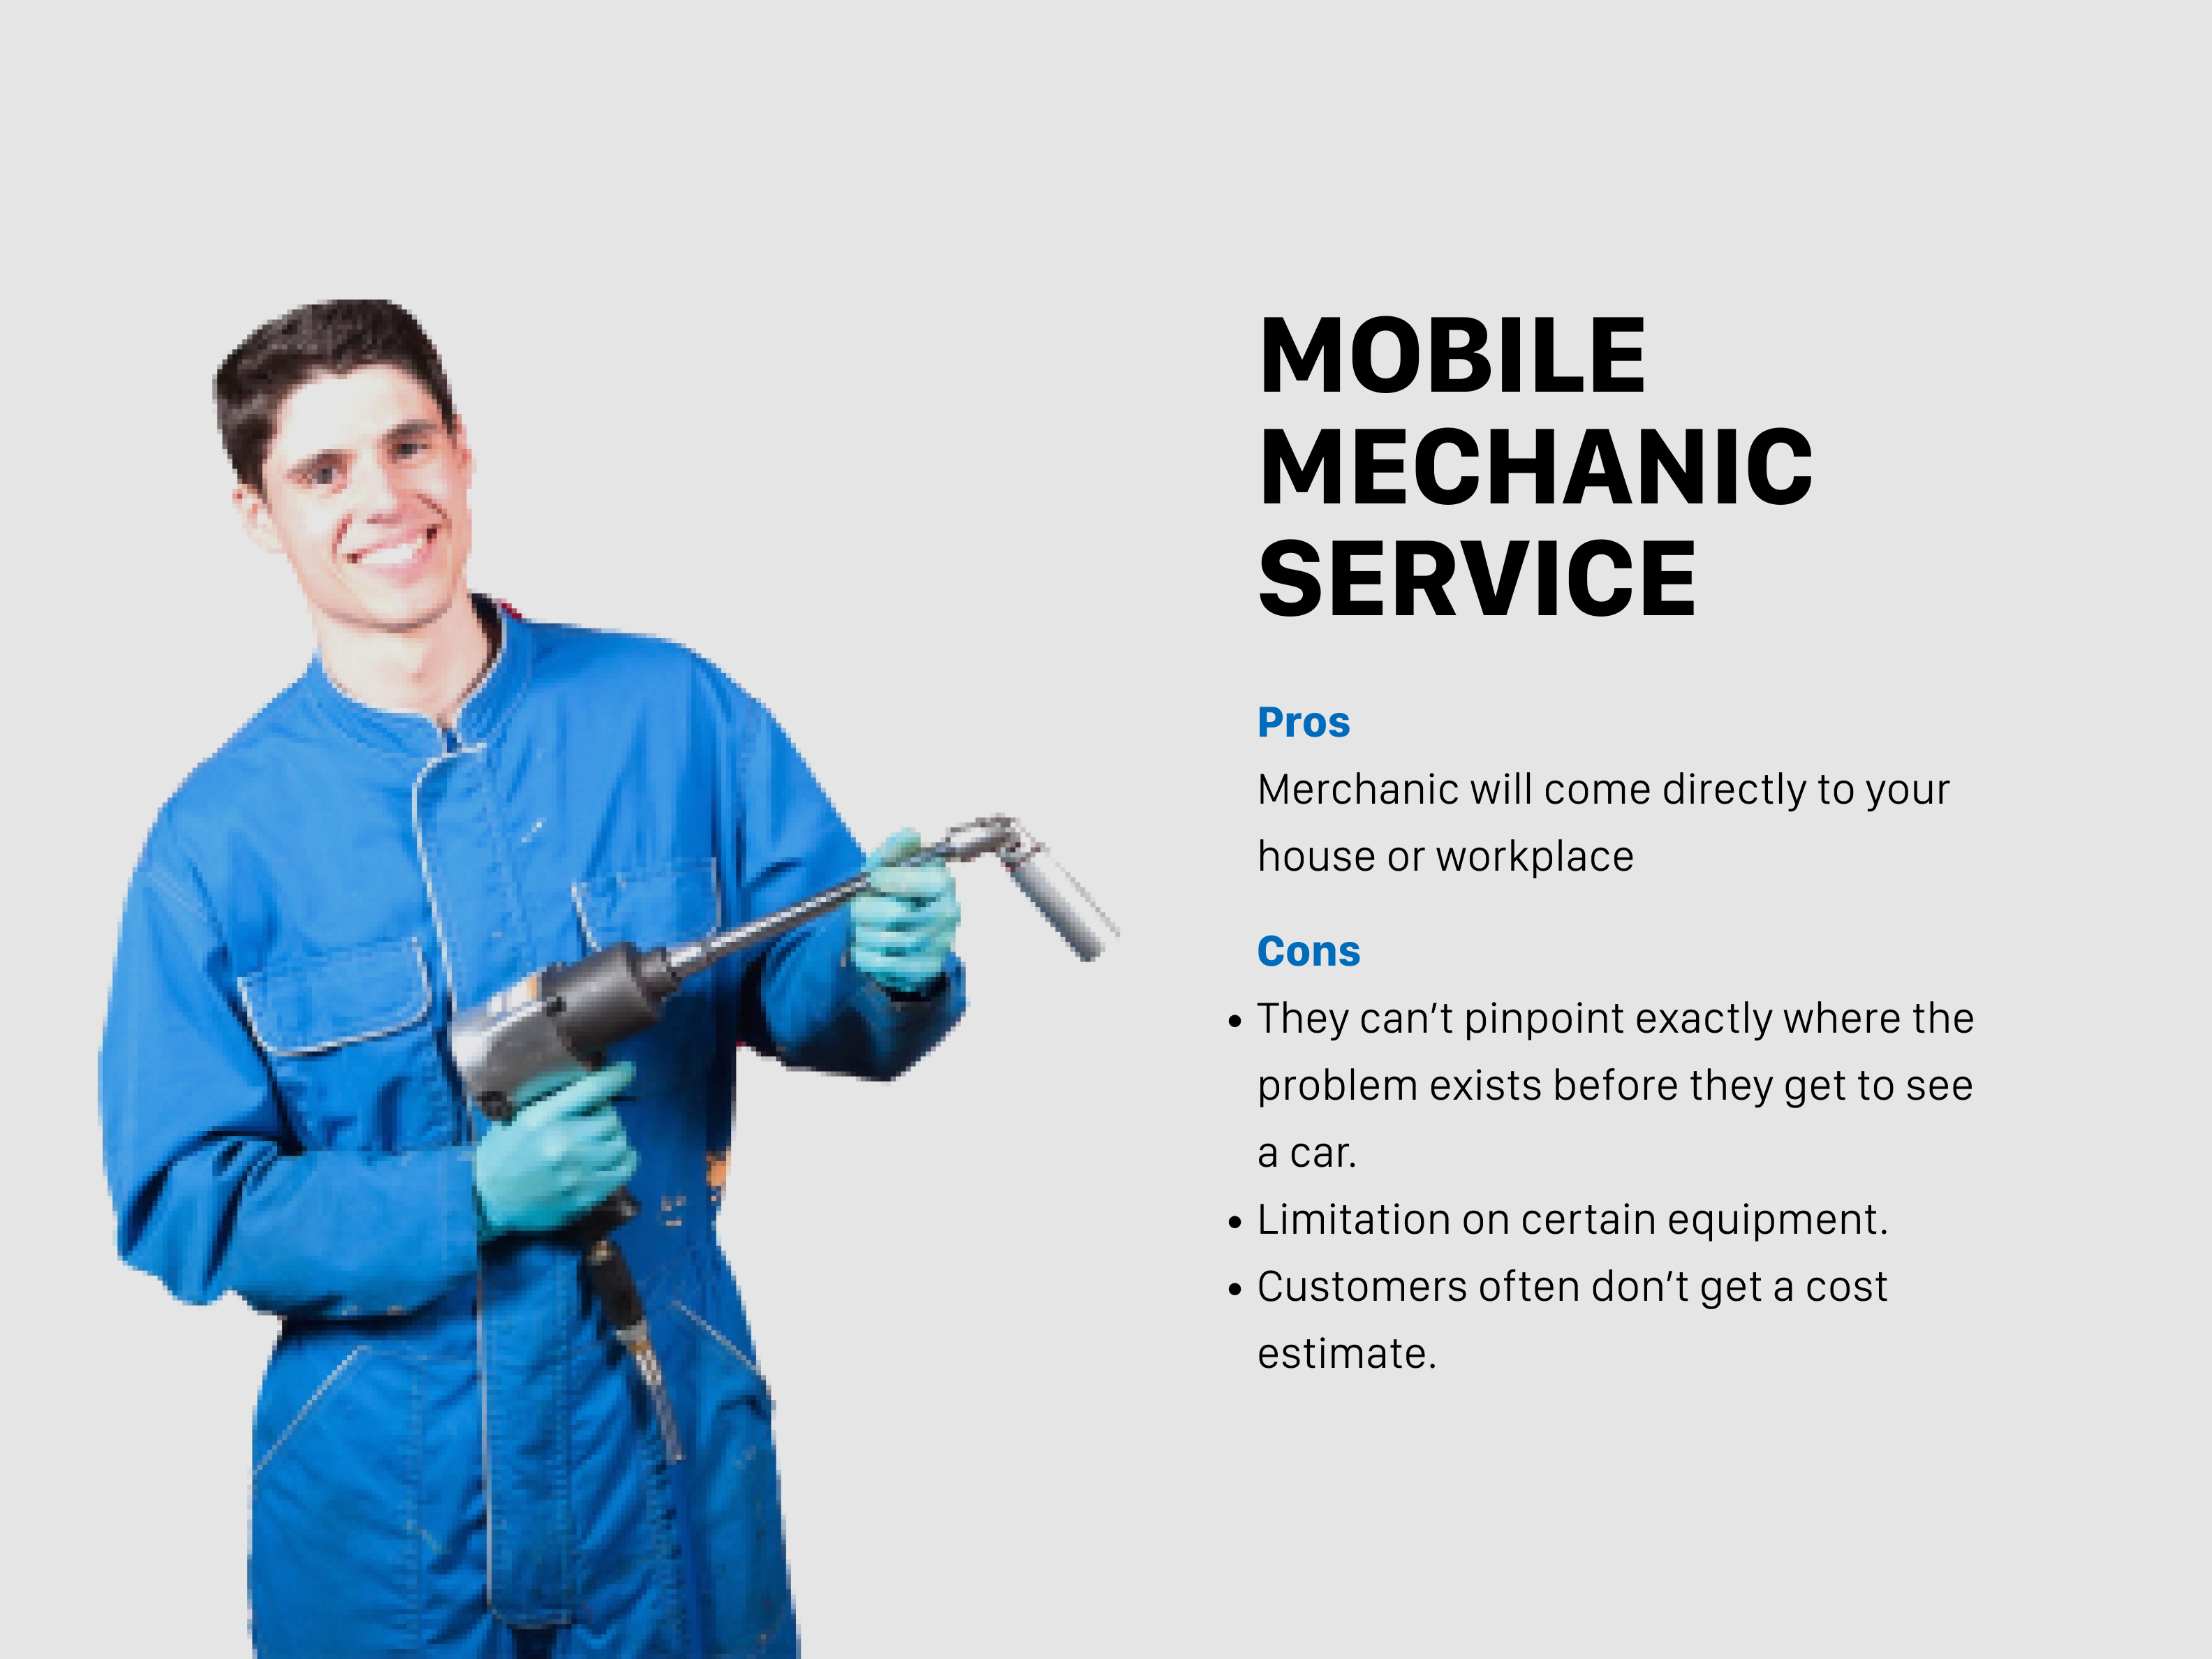 MOBILE
MECHANIC
SERVICE
Pros
Merchanic will come directly to your
house or workplace
Cons
• They can’t pinpoint exactly where the
problem exists before they get to see
a car.
• Limitation on certain equipment.
• Customers often don’t get a cost
estimate.